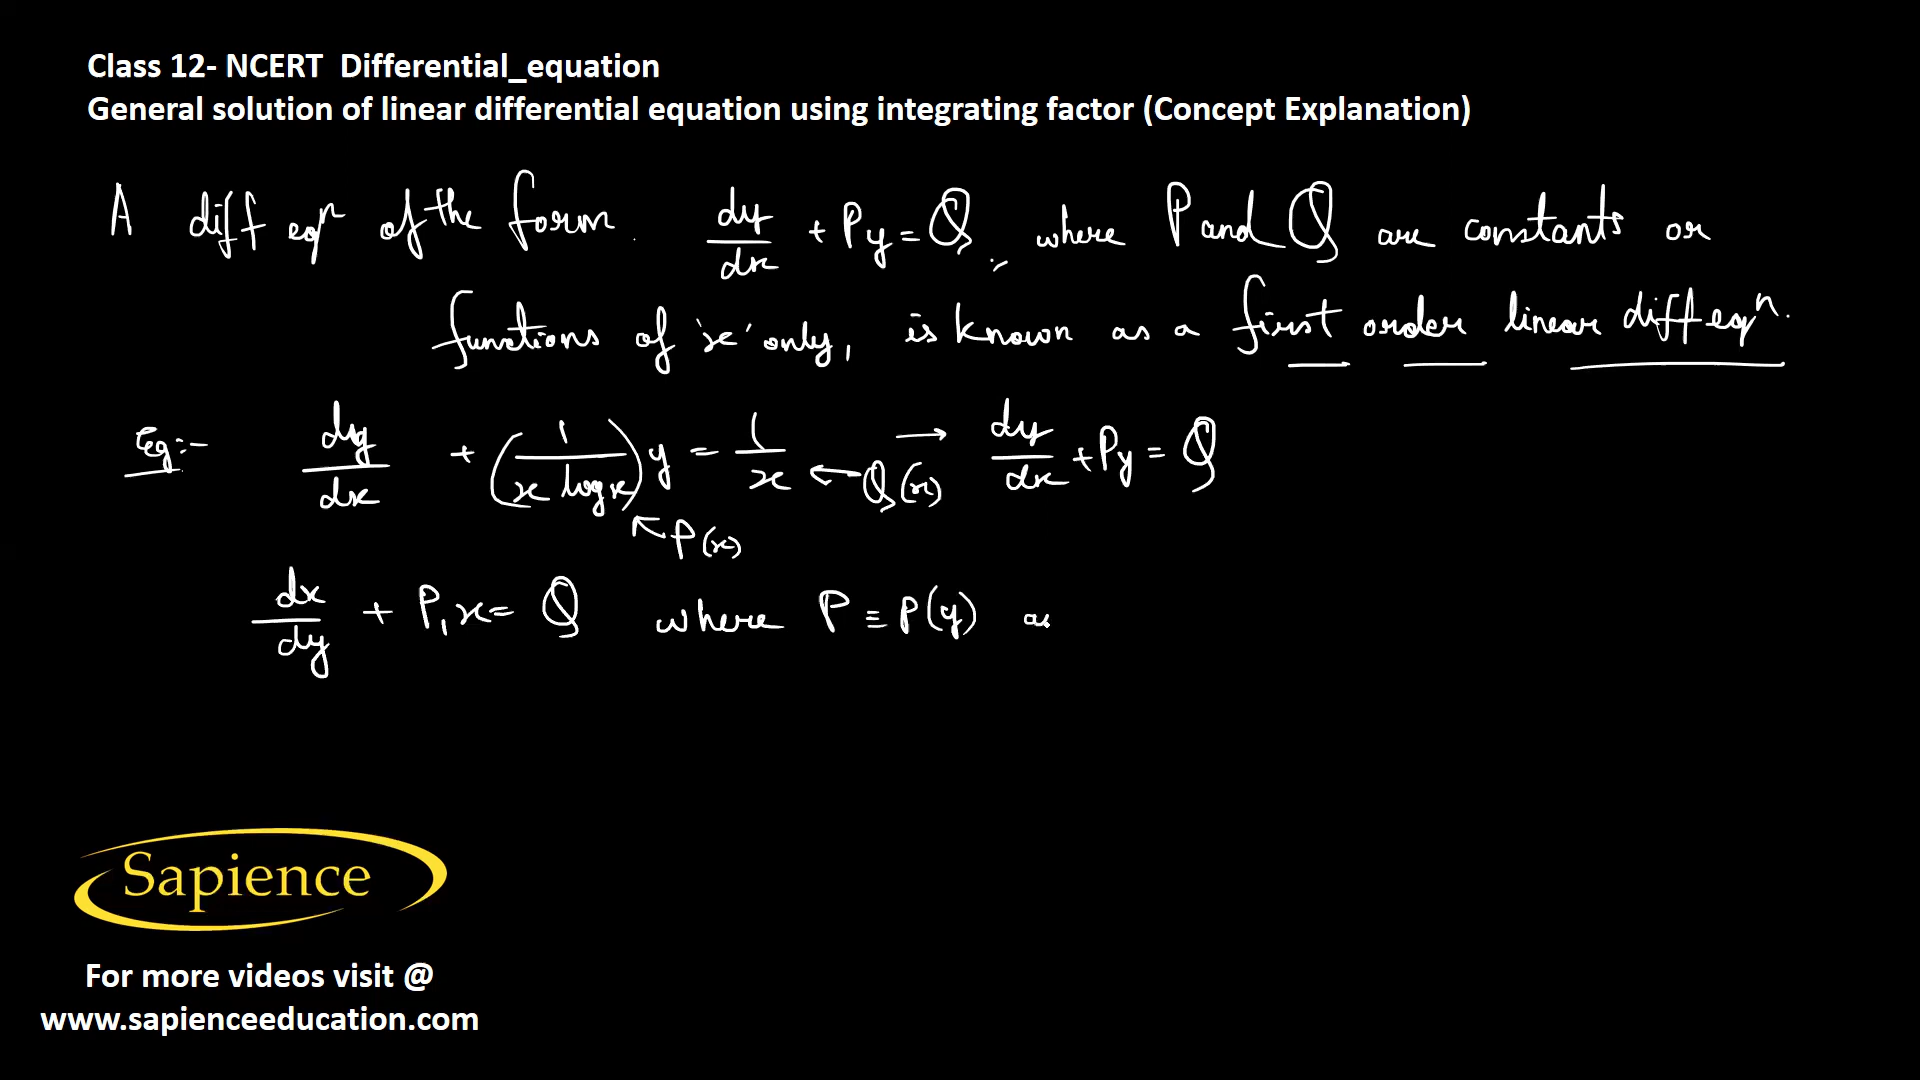 Class 12- NCERT Differential_equation
General solution of linear differential equation using integrating factor (Concept Explanation)
A diff eqⁿ of the form dy/dx + Py = Q, where P and Q are constants or
functions of 'x' only, is known as a first order linear diff eqⁿ.
Eg:- dy/dx + (1/(x log x)) y = 1/x ← Q(x) → dy/dx + Py = Q
↖ P(x)
dx/dy + P₁x = Q where P ≡ P(y)
Sapience
For more videos visit @
www.sapienceeducation.com